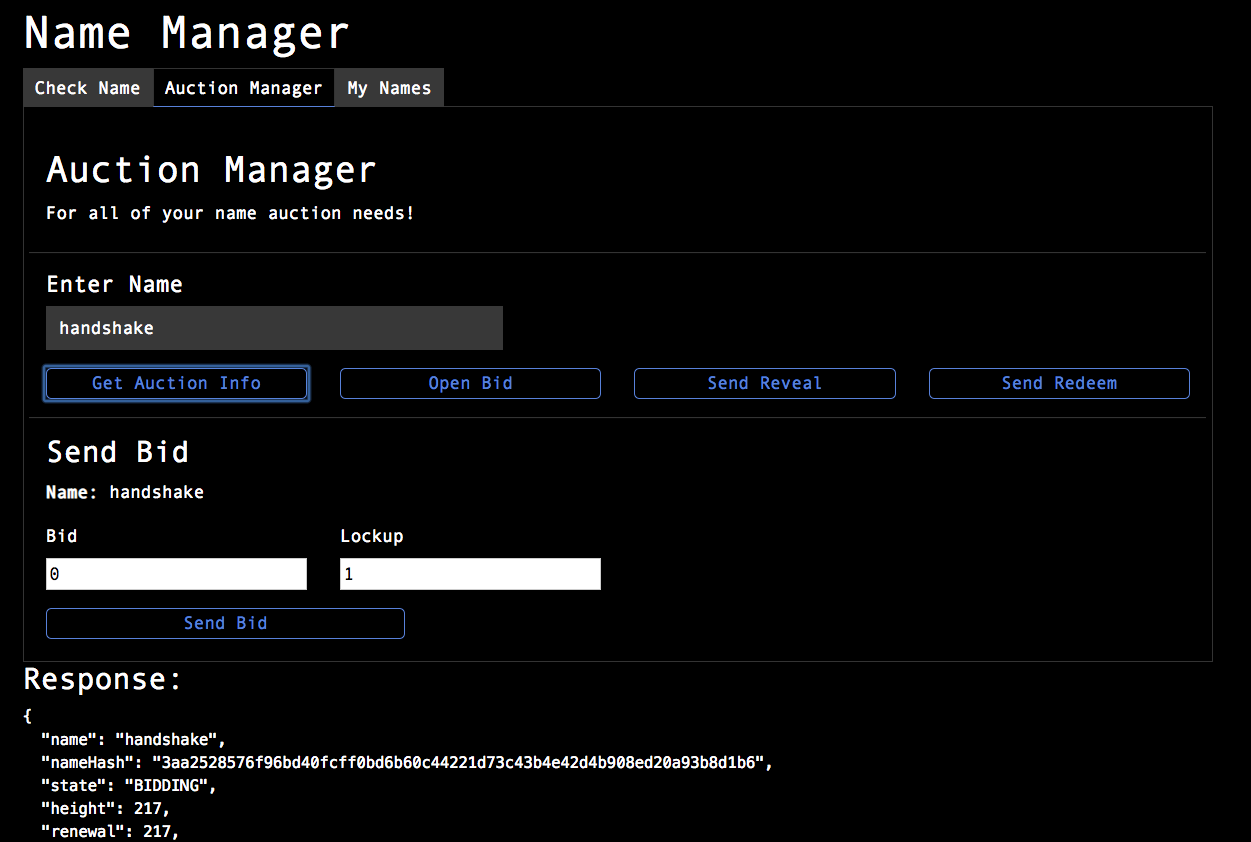 Name Manager
Check Name Auction Manager My Names
Auction Manager
For all of your name auction needs!
Enter Name
handshake
Get Auction Info Open Bid Send Reveal Send Redeem
Send Bid
Name: handshake
Bid Lockup
0 1
Send Bid
Response:
{
"name": "handshake",
"nameHash": "3aa2528576f96bd40fcff0bd6b60c44221d73c43b4e42d4b908ed20a93b8d1b6",
"state": "BIDDING",
"height": 217,
"renewal": 217,